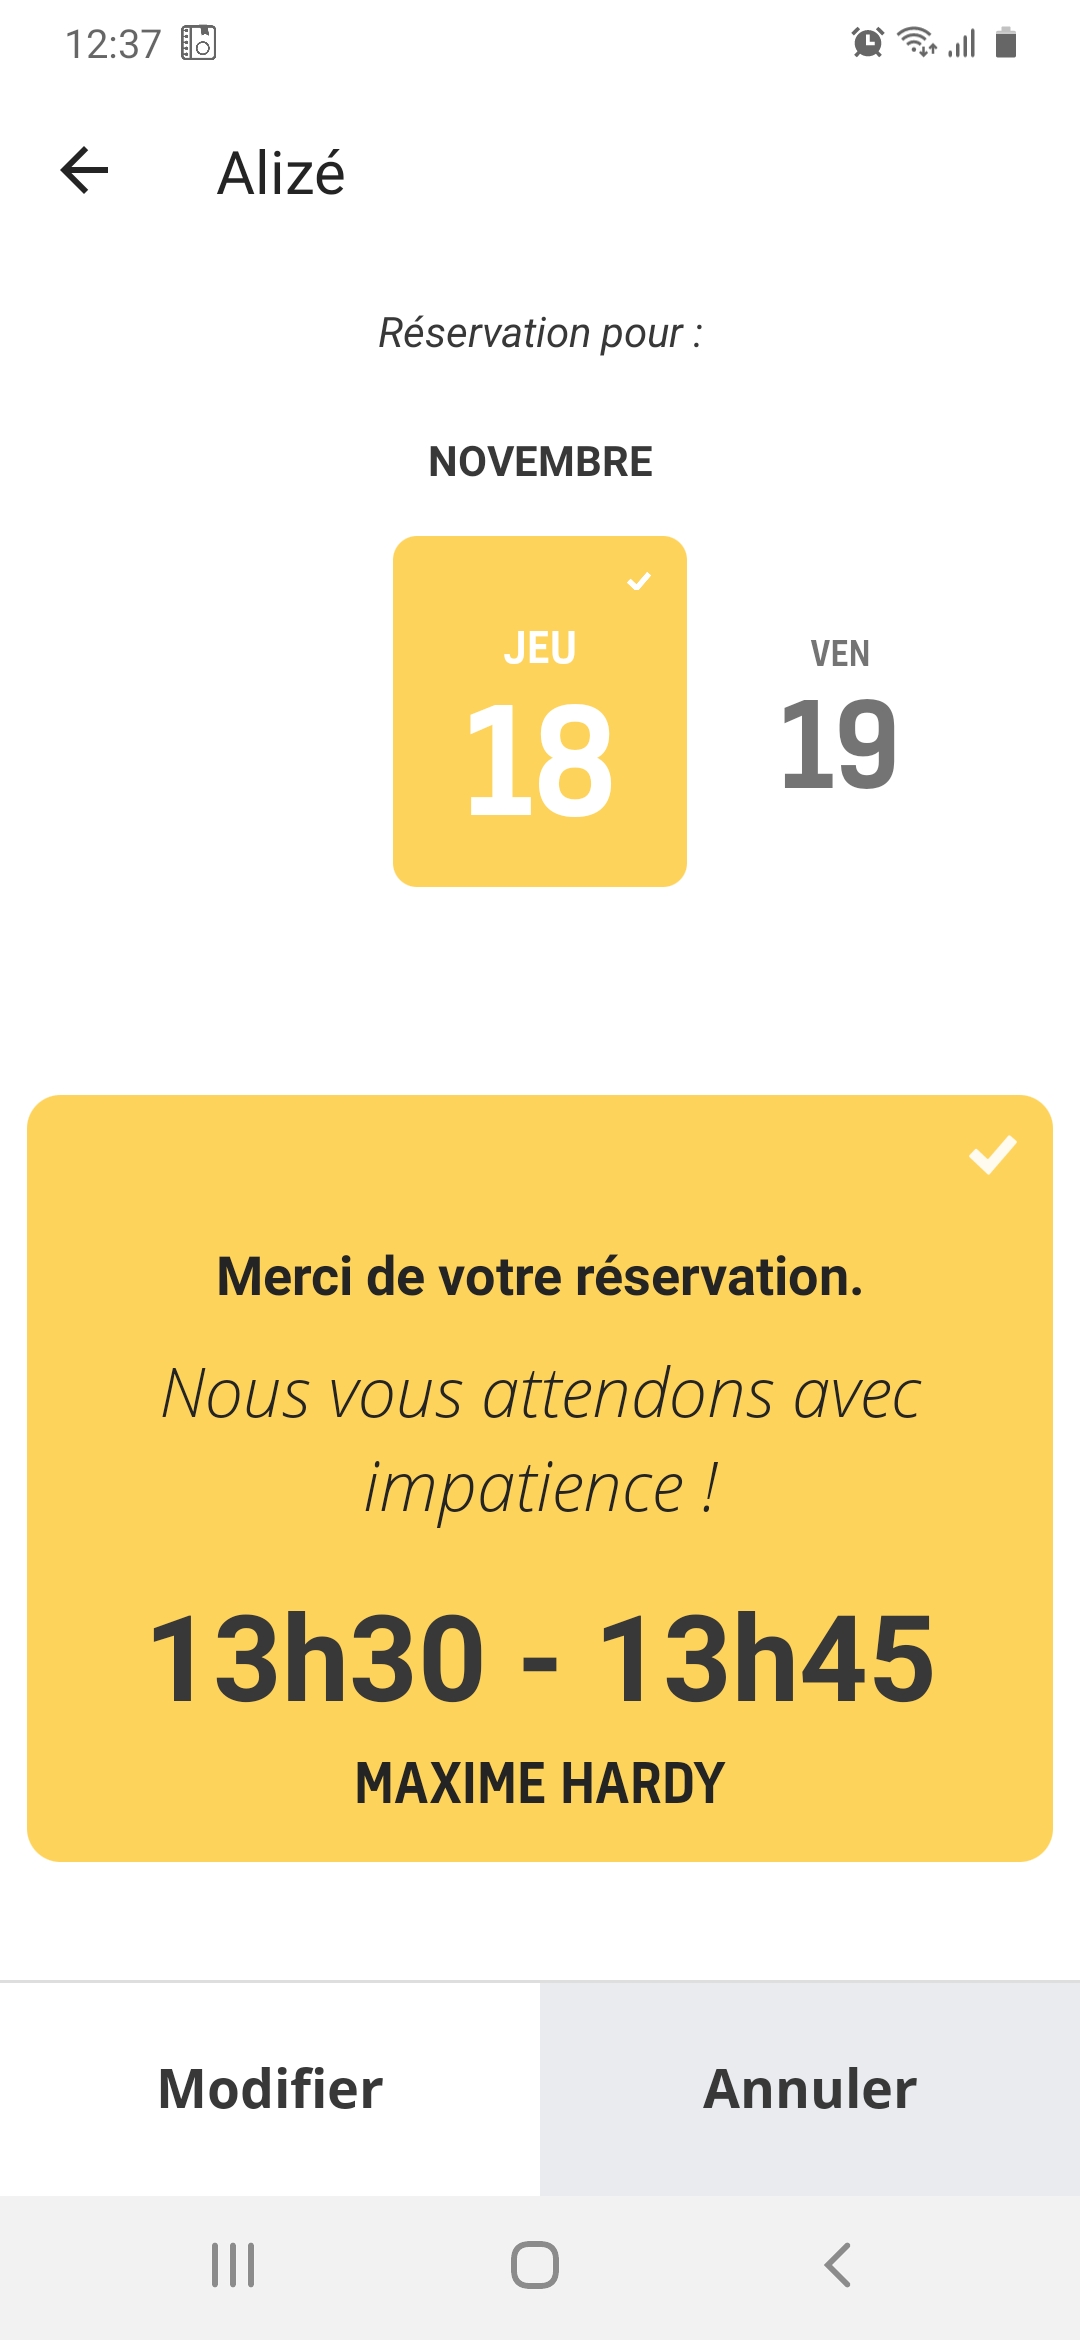 12:37
Alizé
Réservation pour :
NOVEMBRE
JEU
18
VEN
19
Merci de votre réservation.
Nous vous attendons avec
impatience !
13h30 - 13h45
MAXIME HARDY
Modifier
Annuler